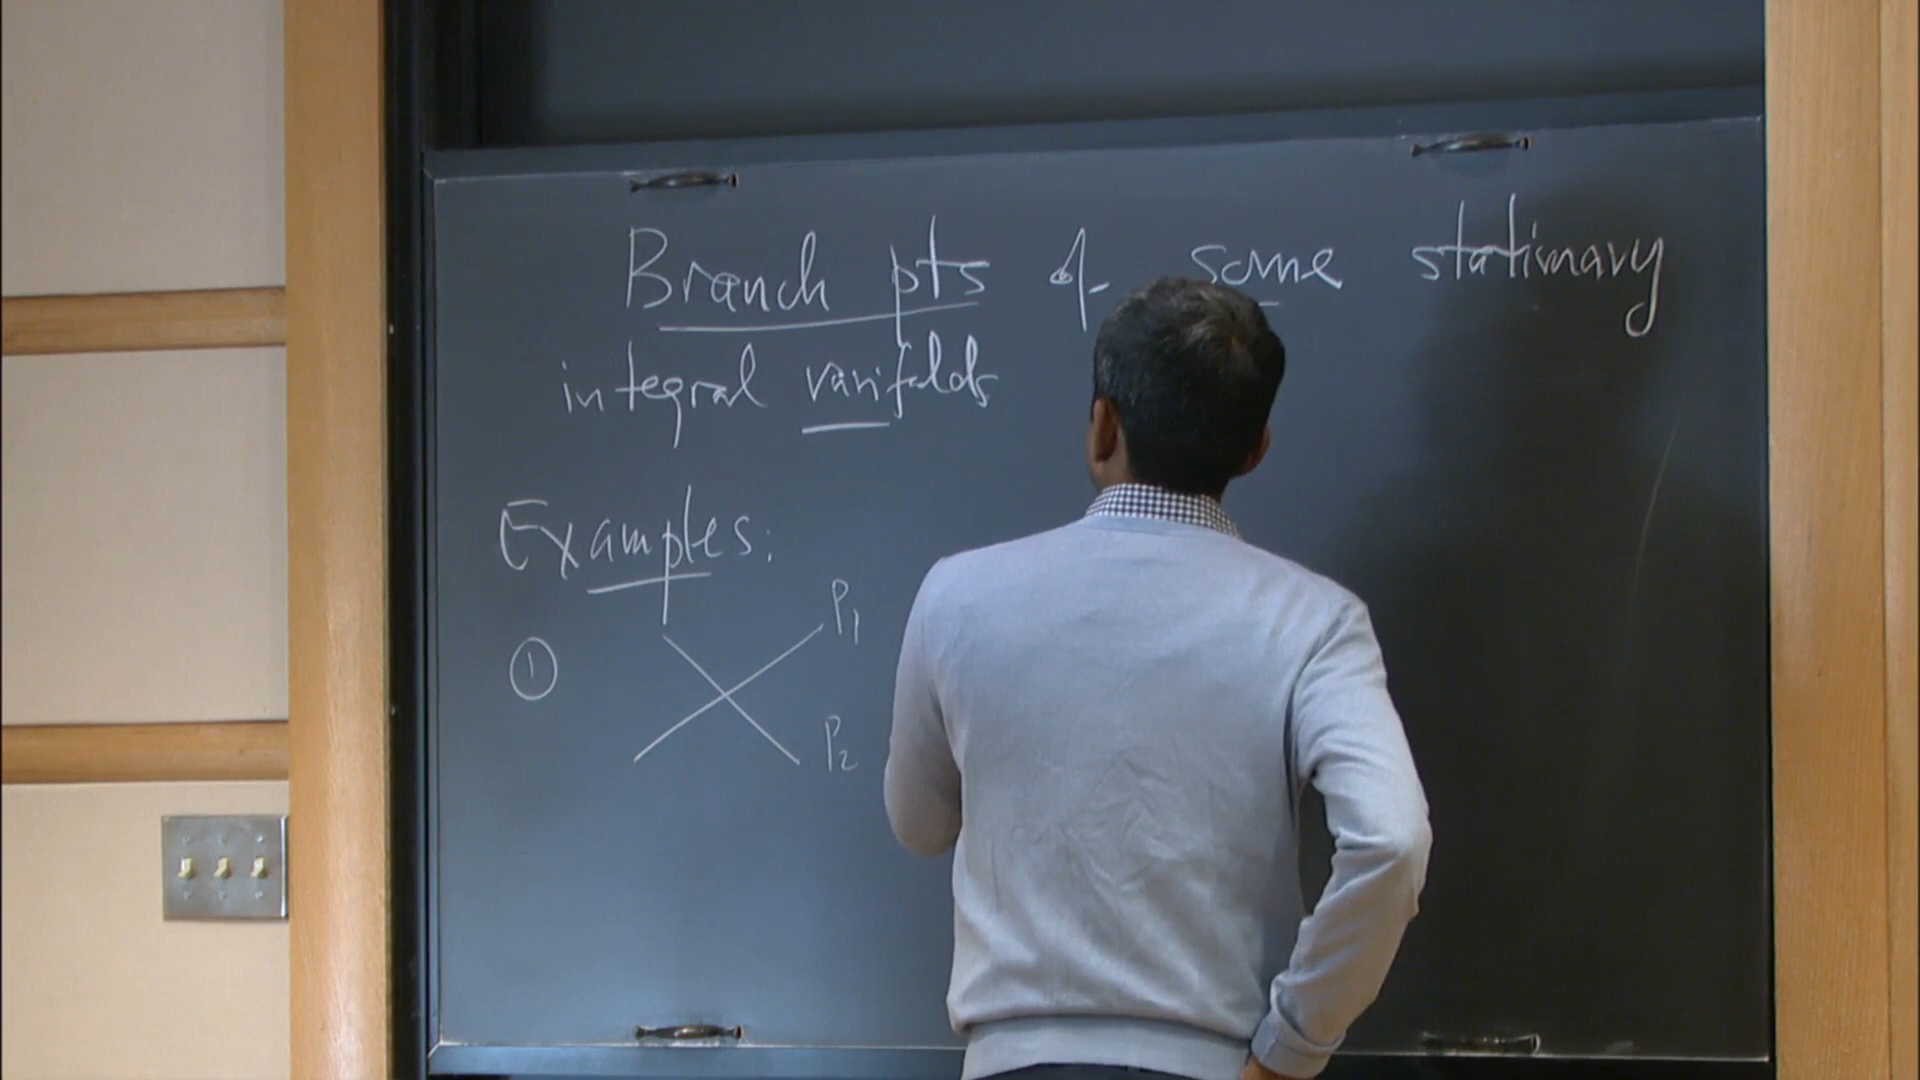 Branch pts of some stationary
integral varifolds
Examples:
① P₁
P₂